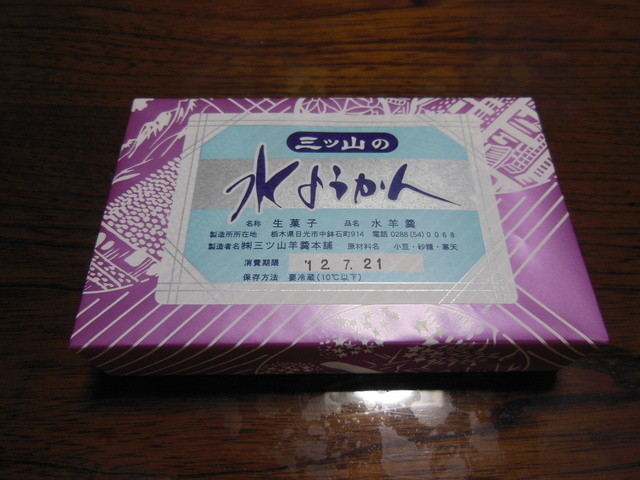 三ッ山の
水ようかん
名称 生菓子 品名 水羊羹
製造所所在地 栃木県日光市中鉢石町914 電話0288(54)0068
製造者名 ㈱三ツ山羊羹本舗 原材料名 小豆・砂糖・寒天
消費期限 '12.7.21
保存方法 要冷蔵(10℃以下)